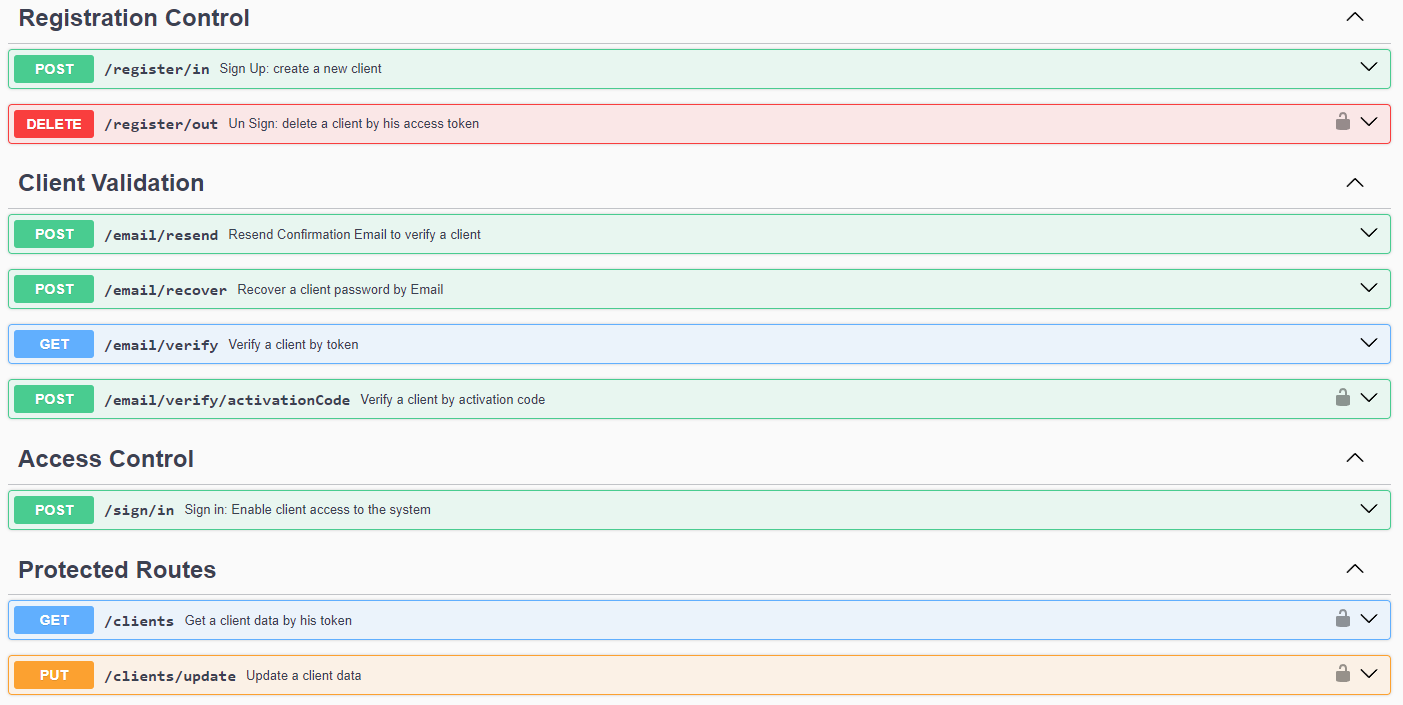 Registration Control
POST /register/in Sign Up: create a new client
DELETE /register/out Un Sign: delete a client by his access token
Client Validation
POST /email/resend Resend Confirmation Email to verify a client
POST /email/recover Recover a client password by Email
GET /email/verify Verify a client by token
POST /email/verify/activationCode Verify a client by activation code
Access Control
POST /sign/in Sign in: Enable client access to the system
Protected Routes
GET /clients Get a client data by his token
PUT /clients/update Update a client data